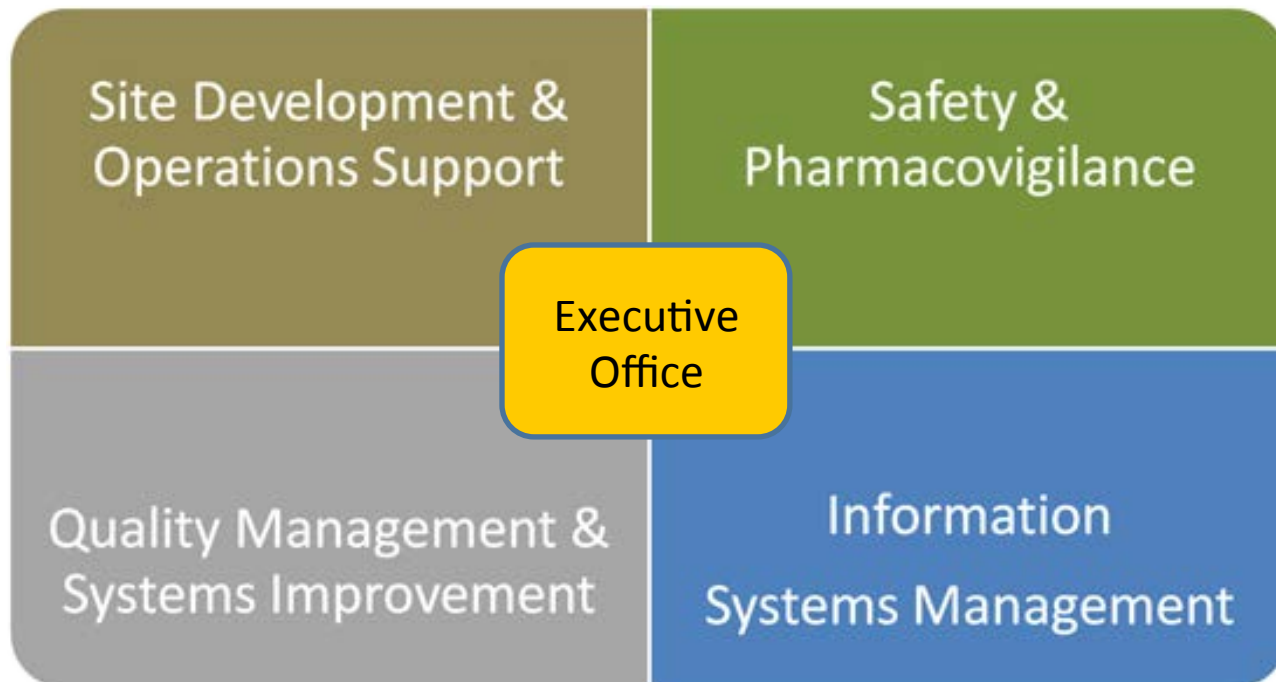 Site Development &
Operations Support
Safety &
Pharmacovigilance
Executive
Office
Quality Management &
Systems Improvement
Information
Systems Management